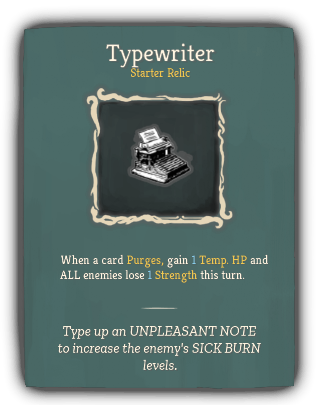 Typewriter
Starter Relic
When a card Purges, gain 1 Temp. HP and
ALL enemies lose 1 Strength this turn.
Type up an UNPLEASANT NOTE
to increase the enemy's SICK BURN
levels.